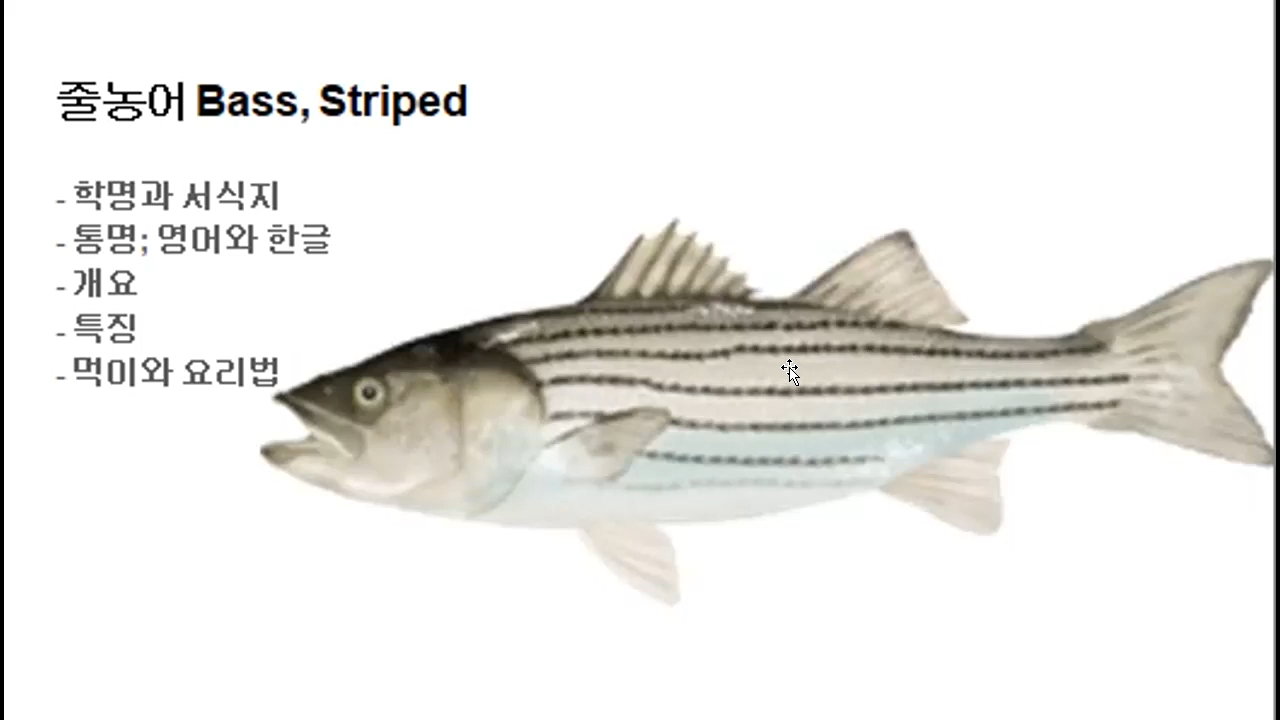 줄농어 Bass, Striped
- 학명과 서식지
- 통명; 영어와 한글
- 개요
- 특징
- 먹이와 요리법